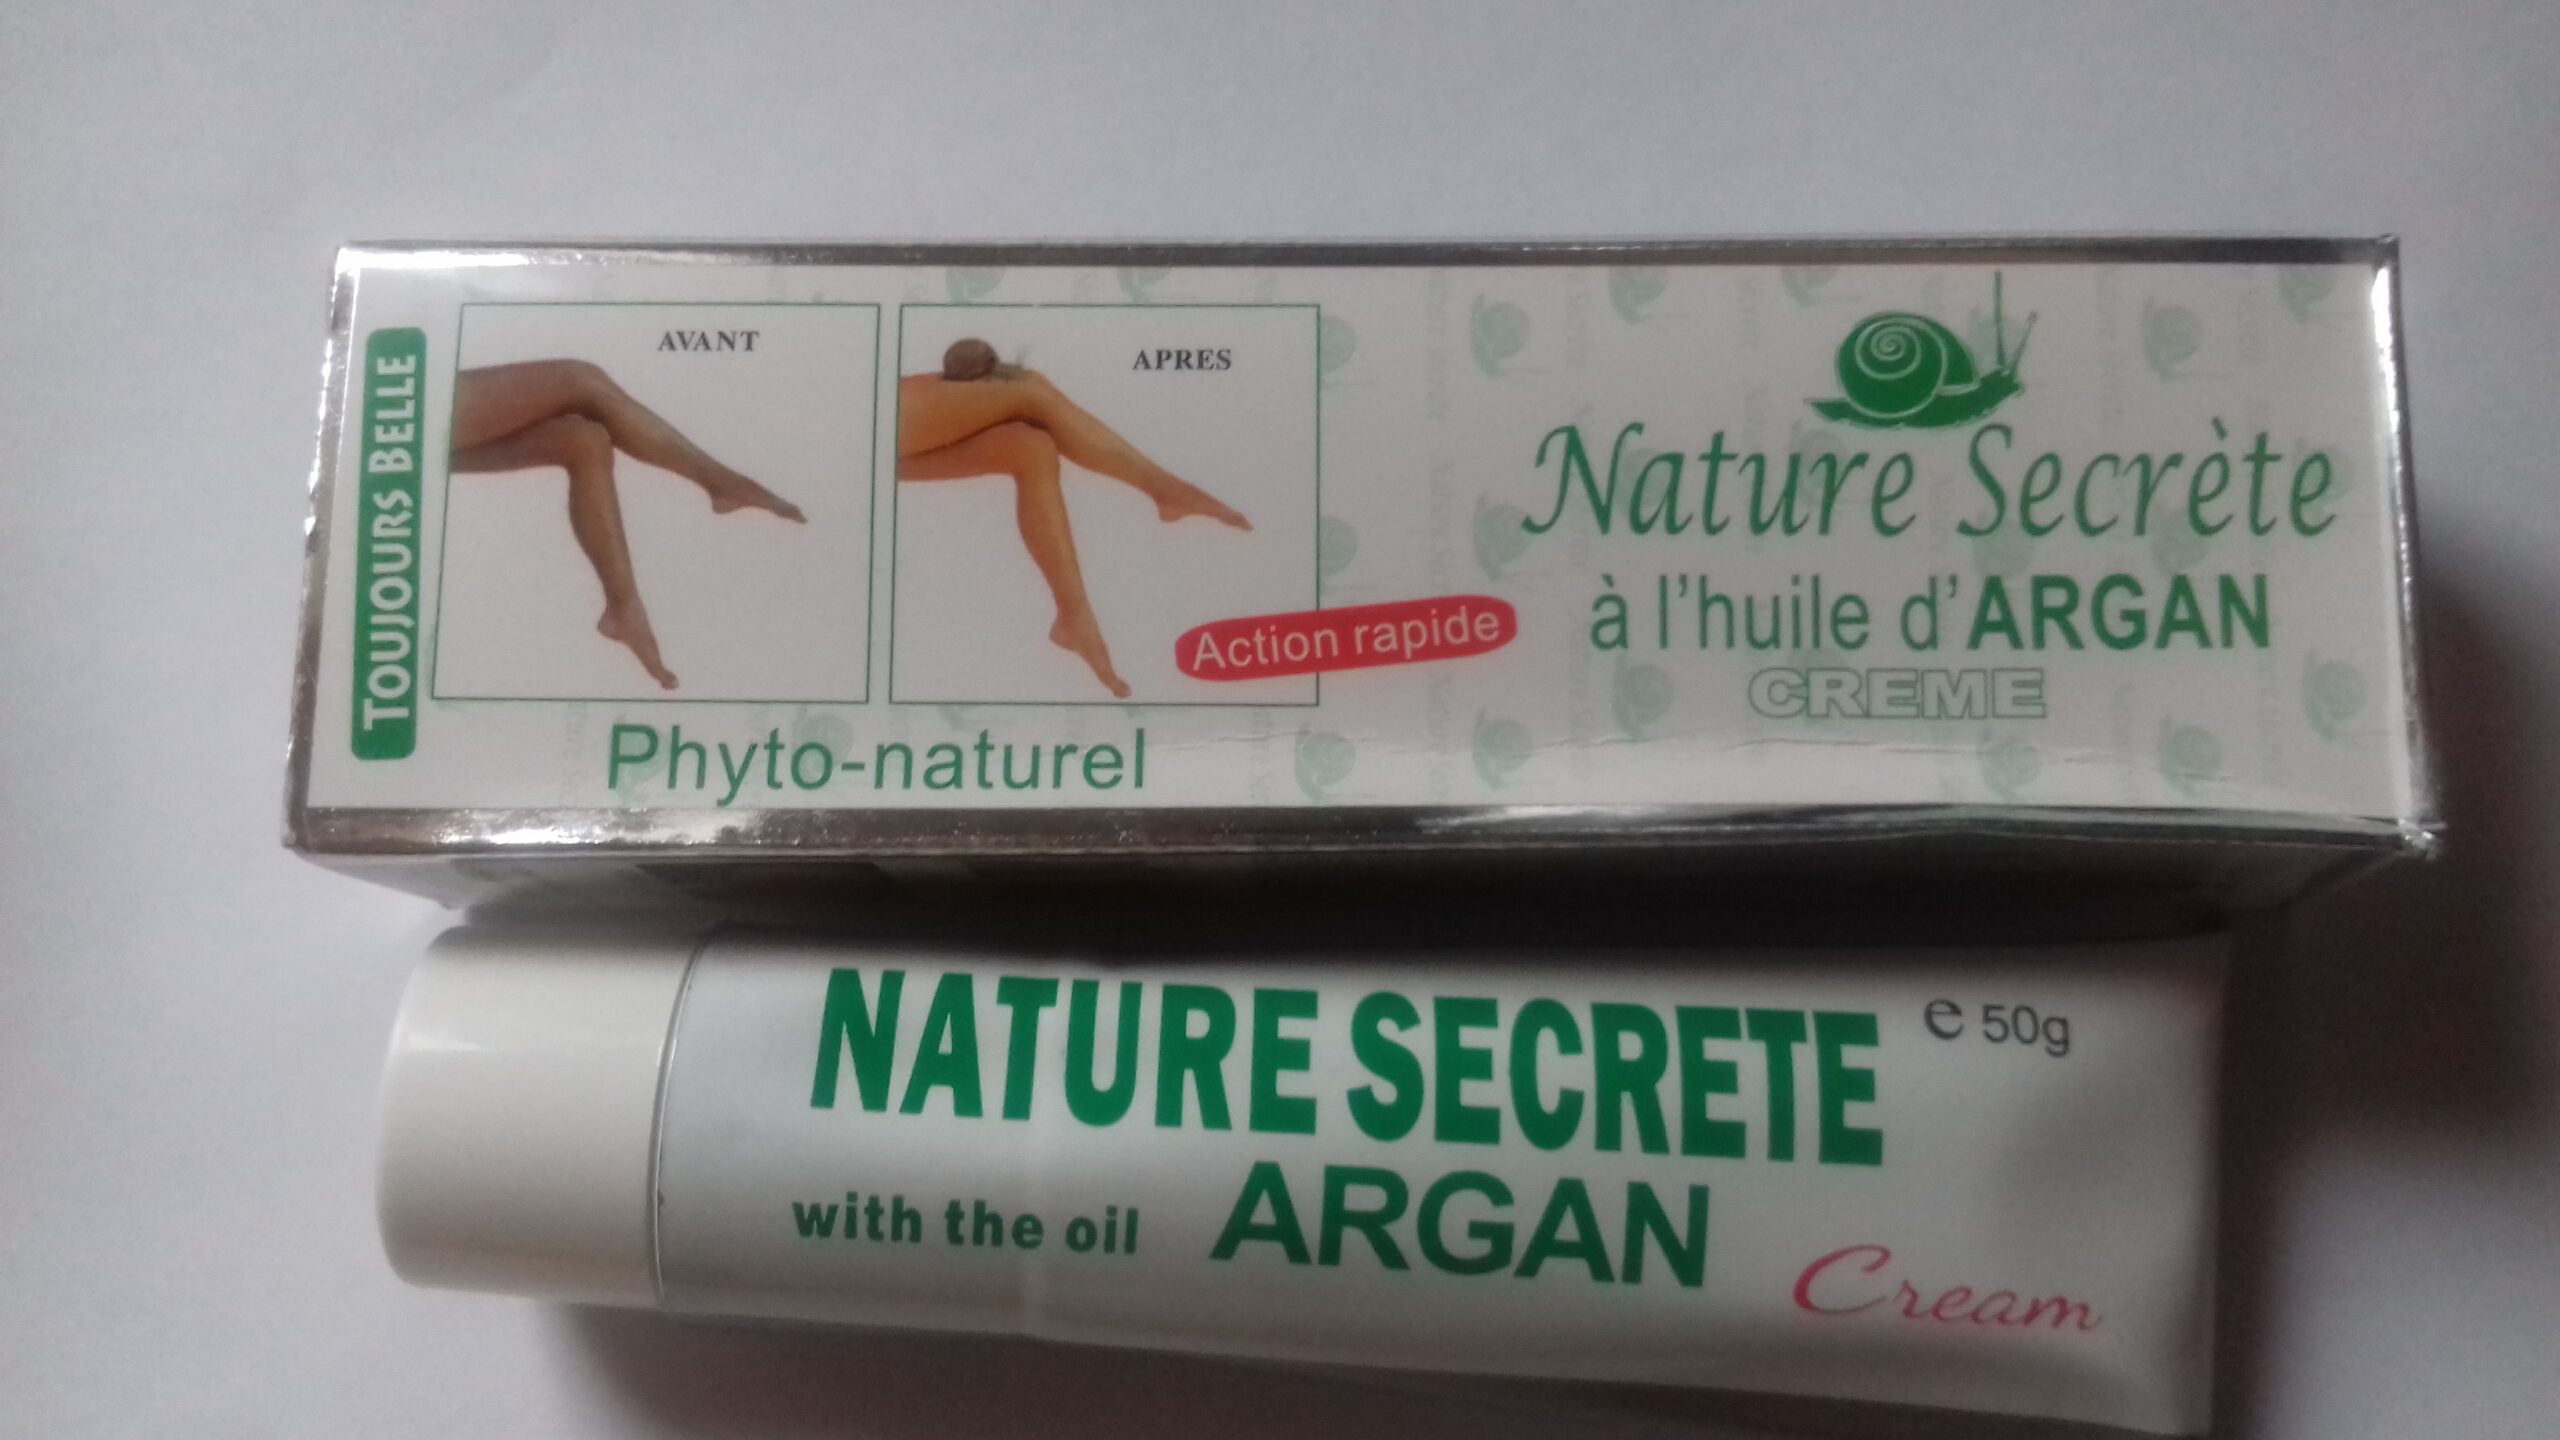 TOUJOURS BELLE
AVANT
APRES
Action rapide
Phyto-naturel
Nature Secrète
à l'huile d'ARGAN
CREME
NATURE SECRETE
e 50g
with the oil ARGAN
Cream